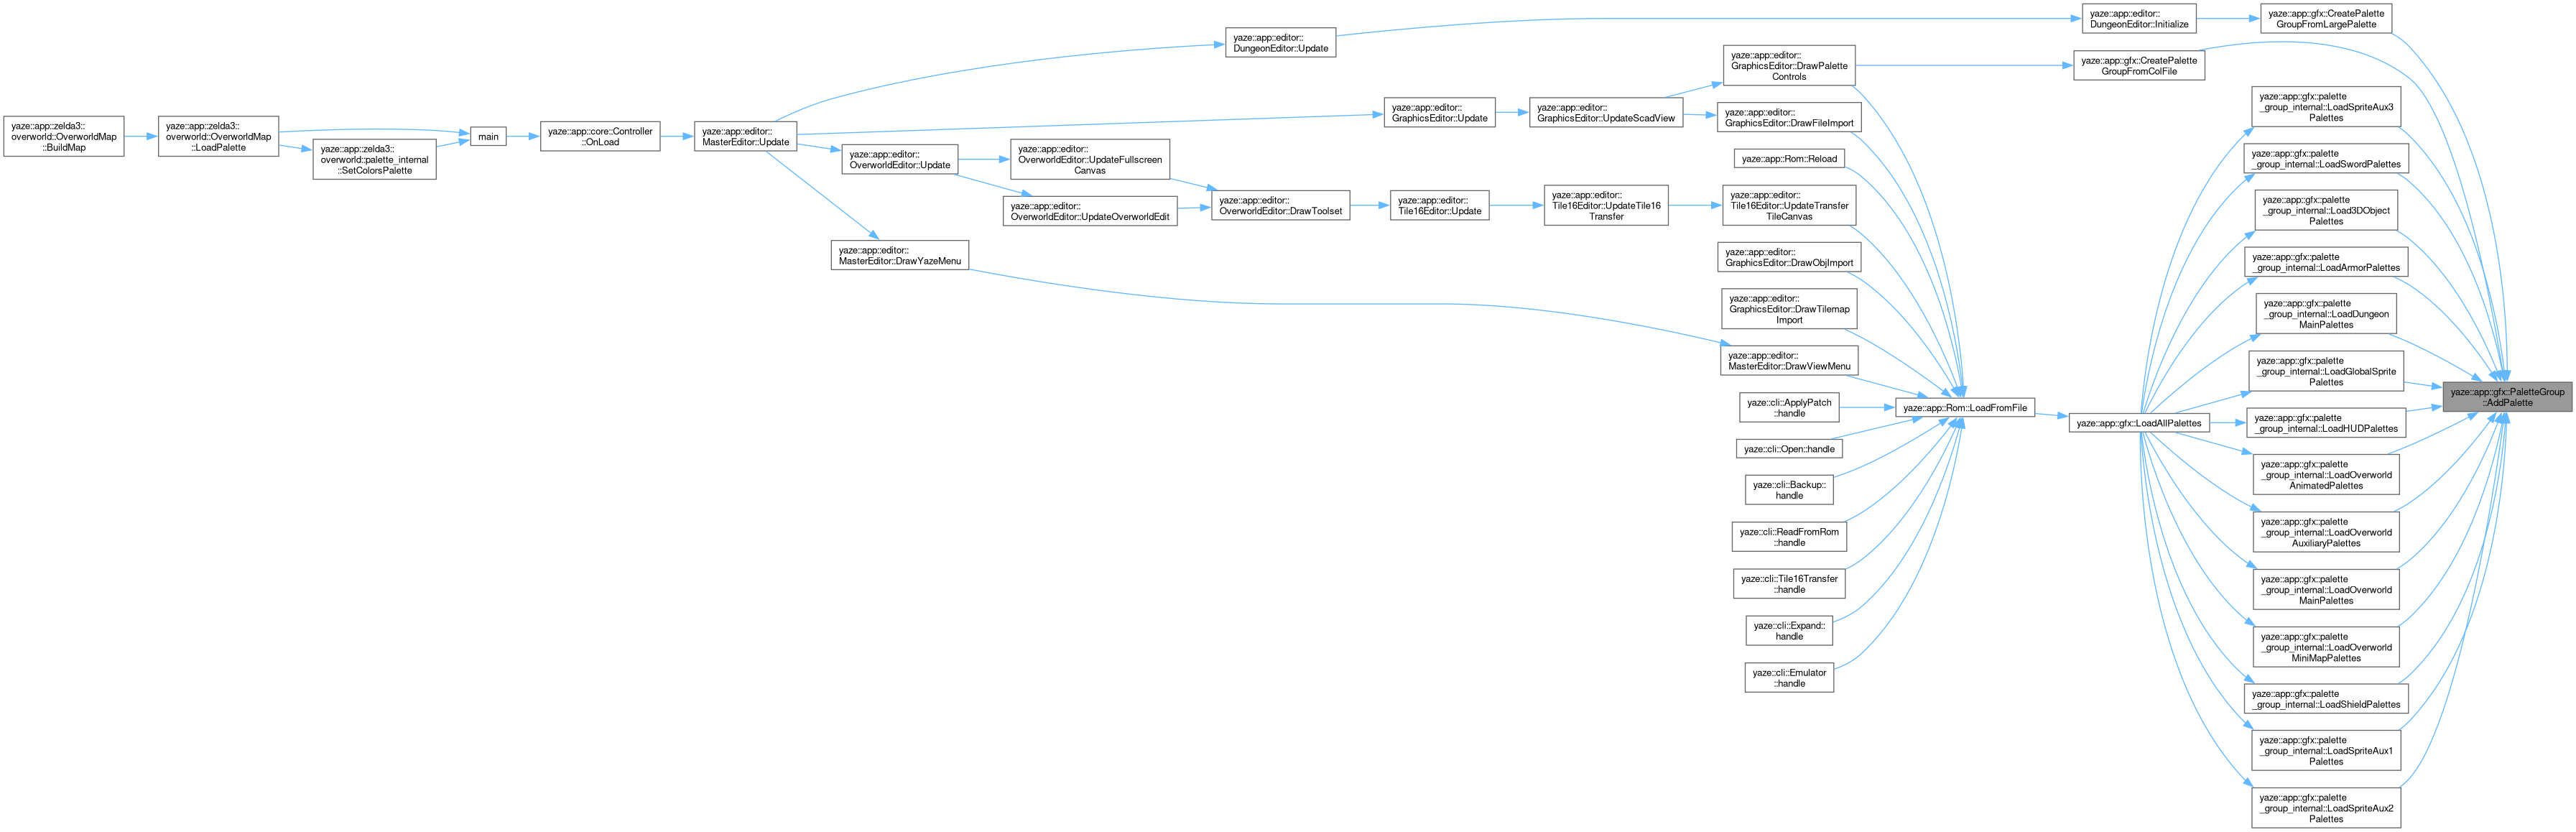 yaze::app::zelda3::
overworld::OverworldMap
::BuildMap
yaze::app::zelda3::
overworld::OverworldMap
::LoadPalette
yaze::app::zelda3::
overworld::palette_internal
::SetColorsPalette
main
yaze::app::core::Controller
::OnLoad
yaze::app::editor::
MasterEditor::Update
yaze::app::editor::
OverworldEditor::Update
yaze::app::editor::
MasterEditor::DrawYazeMenu
yaze::app::editor::
OverworldEditor::UpdateFullscreen
Canvas
yaze::app::editor::
OverworldEditor::UpdateOverworldEdit
yaze::app::editor::
DungeonEditor::Update
yaze::app::editor::
OverworldEditor::DrawToolset
yaze::app::editor::
GraphicsEditor::Update
yaze::app::editor::
Tile16Editor::Update
yaze::app::editor::
GraphicsEditor::UpdateScadView
yaze::app::editor::
Tile16Editor::UpdateTile16
Transfer
yaze::app::editor::
GraphicsEditor::DrawPalette
Controls
yaze::app::editor::
GraphicsEditor::DrawFileImport
yaze::app::Rom::Reload
yaze::app::editor::
Tile16Editor::UpdateTransfer
TileCanvas
yaze::app::editor::
GraphicsEditor::DrawObjImport
yaze::app::editor::
GraphicsEditor::DrawTilemap
Import
yaze::app::editor::
MasterEditor::DrawViewMenu
yaze::cli::ApplyPatch
::handle
yaze::cli::Open::handle
yaze::cli::Backup::
handle
yaze::cli::ReadFromRom
::handle
yaze::cli::Tile16Transfer
::handle
yaze::cli::Expand::
handle
yaze::cli::Emulator
::handle
yaze::app::Rom::LoadFromFile
yaze::app::editor::
DungeonEditor::Initialize
yaze::app::gfx::CreatePalette
GroupFromColFile
yaze::app::gfx::LoadAllPalettes
yaze::app::gfx::CreatePalette
GroupFromLargePalette
yaze::app::gfx::palette
_group_internal::LoadSpriteAux3
Palettes
yaze::app::gfx::palette
_group_internal::LoadSwordPalettes
yaze::app::gfx::palette
_group_internal::Load3DObject
Palettes
yaze::app::gfx::palette
_group_internal::LoadArmorPalettes
yaze::app::gfx::palette
_group_internal::LoadDungeon
MainPalettes
yaze::app::gfx::palette
_group_internal::LoadGlobalSprite
Palettes
yaze::app::gfx::palette
_group_internal::LoadHUDPalettes
yaze::app::gfx::palette
_group_internal::LoadOverworld
AnimatedPalettes
yaze::app::gfx::palette
_group_internal::LoadOverworld
AuxiliaryPalettes
yaze::app::gfx::palette
_group_internal::LoadOverworld
MainPalettes
yaze::app::gfx::palette
_group_internal::LoadOverworld
MiniMapPalettes
yaze::app::gfx::palette
_group_internal::LoadShieldPalettes
yaze::app::gfx::palette
_group_internal::LoadSpriteAux1
Palettes
yaze::app::gfx::palette
_group_internal::LoadSpriteAux2
Palettes
yaze::app::gfx::PaletteGroup
::AddPalette